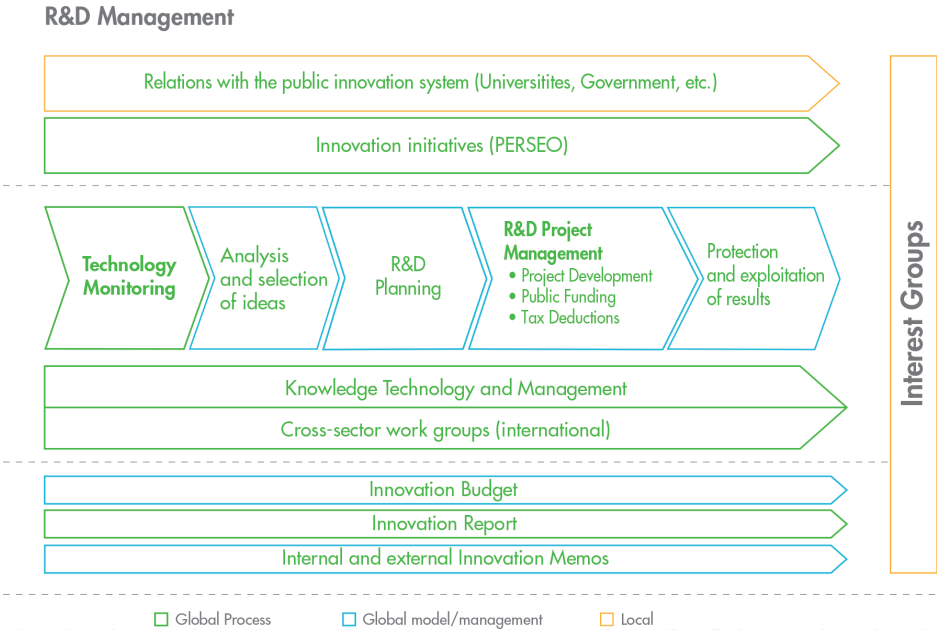 R&D Management
Relations with the public innovation system (Universitites, Government, etc.)
Innovation initiatives (PERSEO)
Technology
Monitoring
Analysis
and selection
of ideas
R&D
Planning
R&D Project
Management
• Project Development
• Public Funding
• Tax Deductions
Protection
and exploitation
of results
Knowledge Technology and Management
Cross-sector work groups (international)
Innovation Budget
Innovation Report
Internal and external Innovation Memos
Interest Groups
Global Process
Global model/management
Local